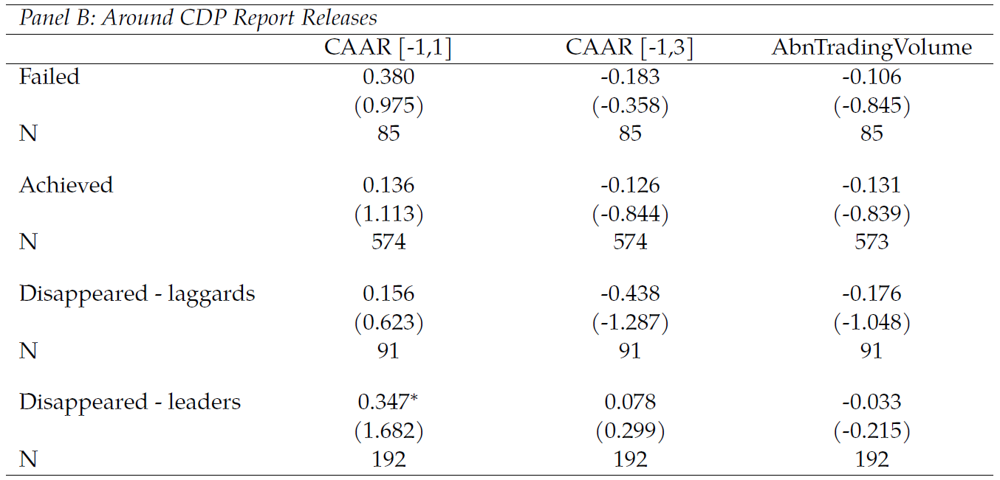 Panel B: Around CDP Report Releases
CAAR [-1,1] CAAR [-1,3] AbnTradingVolume
Failed 0.380 -0.183 -0.106
(0.975) (-0.358) (-0.845)
N 85 85 85
Achieved 0.136 -0.126 -0.131
(1.113) (-0.844) (-0.839)
N 574 574 573
Disappeared - laggards 0.156 -0.438 -0.176
(0.623) (-1.287) (-1.048)
N 91 91 91
Disappeared - leaders 0.347* 0.078 -0.033
(1.682) (0.299) (-0.215)
N 192 192 192